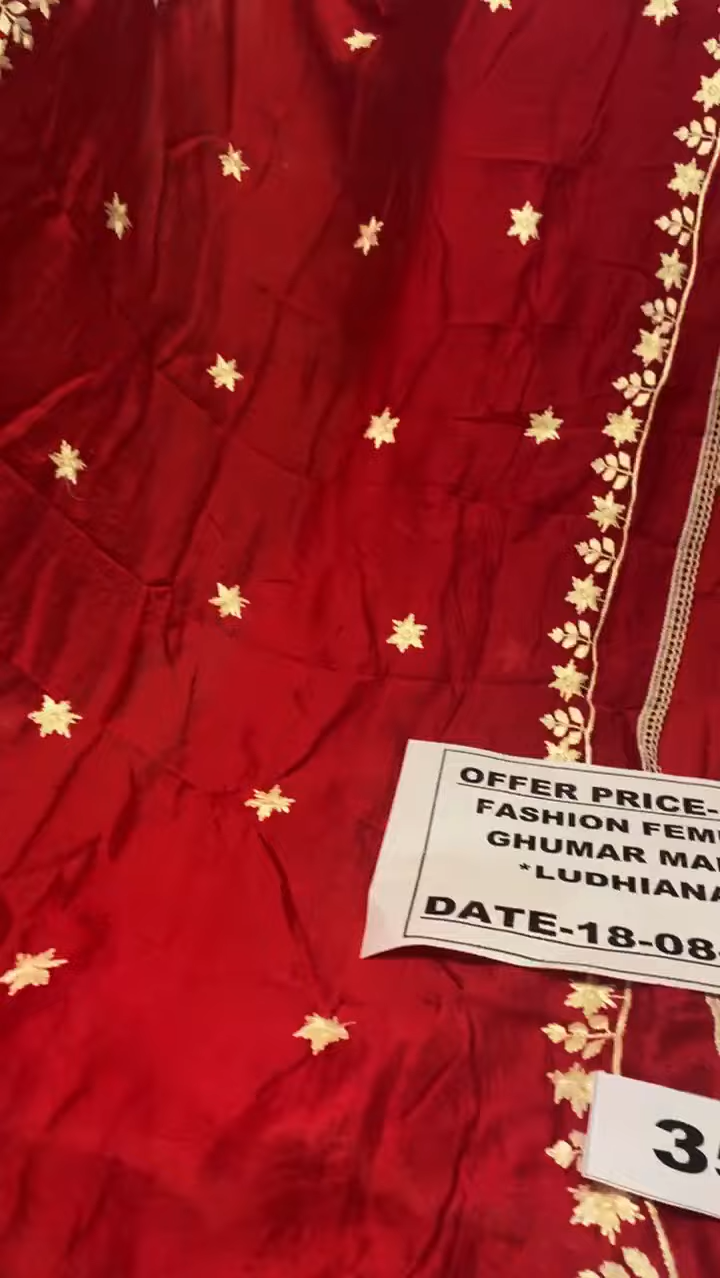 OFFER PRICE-
FASHION FEM
GHUMAR MA
*LUDHIANA
DATE-18-08
35